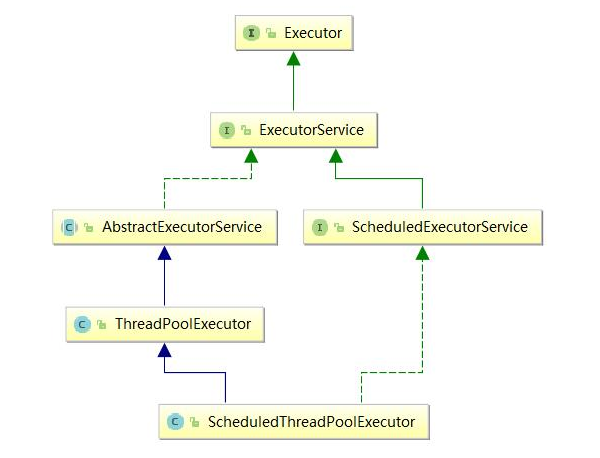 I Executor
I ExecutorService
C AbstractExecutorService
I ScheduledExecutorService
C ThreadPoolExecutor
C ScheduledThreadPoolExecutor